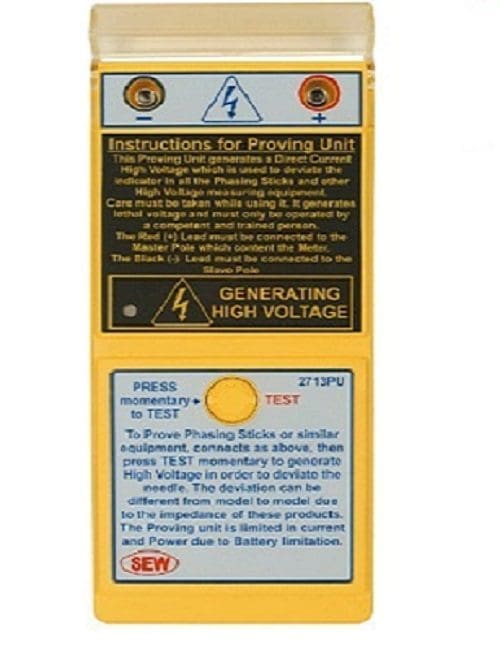 − +
Instructions for Proving Unit
This Proving Unit generates a Direct Current
High Voltage which is used to deviate the
indicator in all the Phasing Sticks and other
High Voltage measuring equipment.
Care must be taken while using it. It generates
lethal voltage and must only be operated by
a competent and trained person.
The Red (+) Lead must be connected to the
Master Pole which content the Meter.
The Black (-) Lead must be connected to the
Slave Pole
GENERATING
HIGH VOLTAGE
2713PU
PRESS
momentary
to TEST
TEST
To Prove Phasing Sticks or similar
equipment, connects as above, then
press TEST momentary to generate
High Voltage in order to deviate the
needle. The deviation can be
different from model to model due
to the impedance of these products.
The Proving unit is limited in current
and Power due to Battery limitation.
SEW